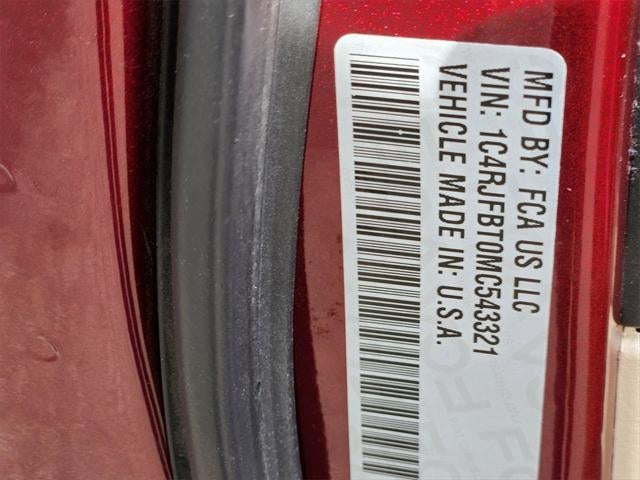 MFD BY: FCA US LLC
VIN: 1C4RJFBT0MC543321
VEHICLE MADE IN: U.S.A.